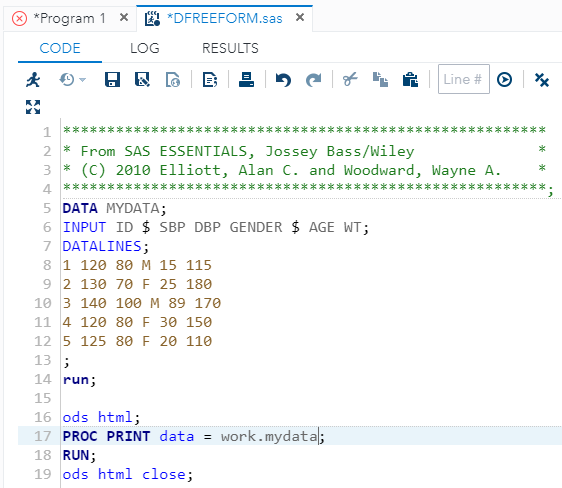 *Program 1 × *DFREEFORM.sas ×
CODE LOG RESULTS
Line #
1 *******************************************************
2 * From SAS ESSENTIALS, Jossey Bass/Wiley *
3 * (C) 2010 Elliott, Alan C. and Woodward, Wayne A. *
4 *******************************************************;
5 DATA MYDATA;
6 INPUT ID $ SBP DBP GENDER $ AGE WT;
7 DATALINES;
8 1 120 80 M 15 115
9 2 130 70 F 25 180
10 3 140 100 M 89 170
11 4 120 80 F 30 150
12 5 125 80 F 20 110
13 ;
14 run;
15
16 ods html;
17 PROC PRINT data = work.mydata;
18 RUN;
19 ods html close;